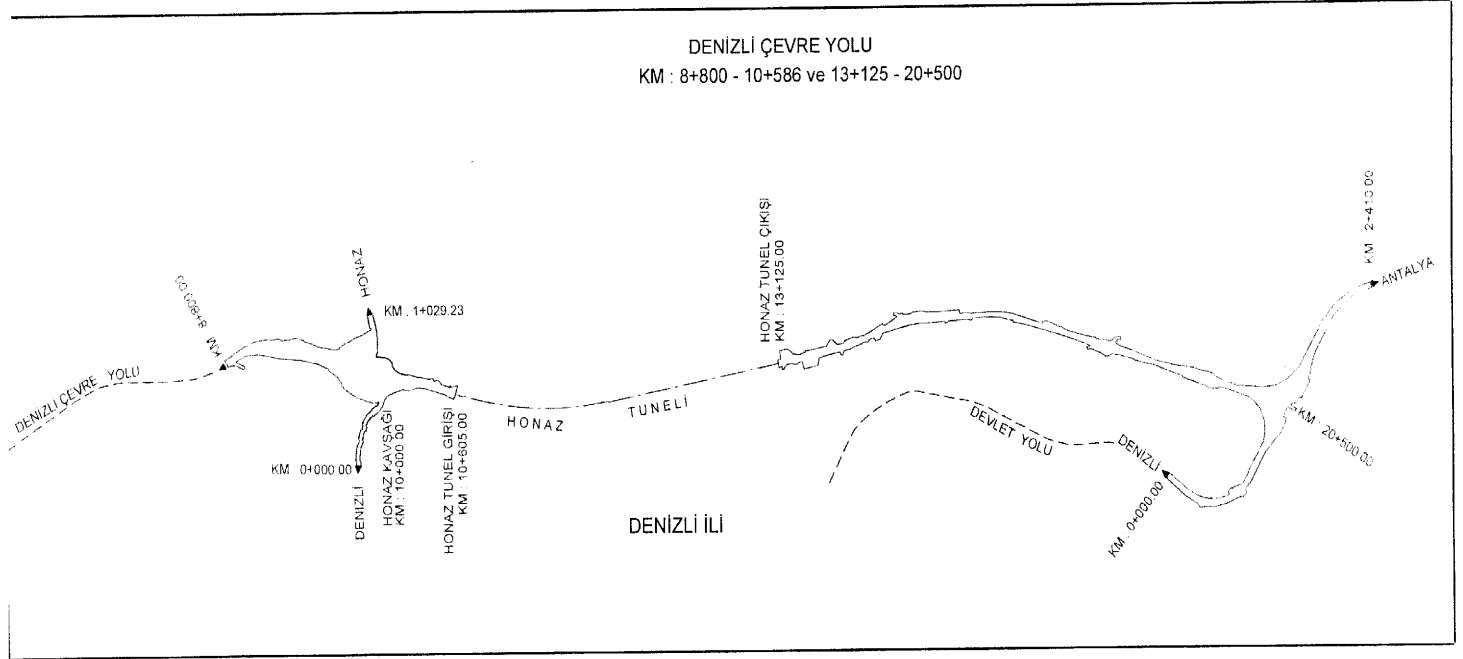 DENİZLİ ÇEVRE YOLU
KM : 8+800 - 10+586 ve 13+125 - 20+500
DENİZLİ ÇEVRE YOLU
KM 8+800.00
HONAZ
KM : 1+029.23
KM 0+000.00
DENİZLİ
HONAZ KAVŞAĞI
KM : 10+000.00
HONAZ TUNEL GİRİŞİ
KM : 10+605.00
HONAZ TUNELİ
HONAZ TUNEL ÇIKIŞI
KM : 13+125.00
DEVLET YOLU
DENİZLİ
KM : 0+000.00
KM : 20+500.00
KM : 2+410.00
ANTALYA
DENİZLİ İLİ